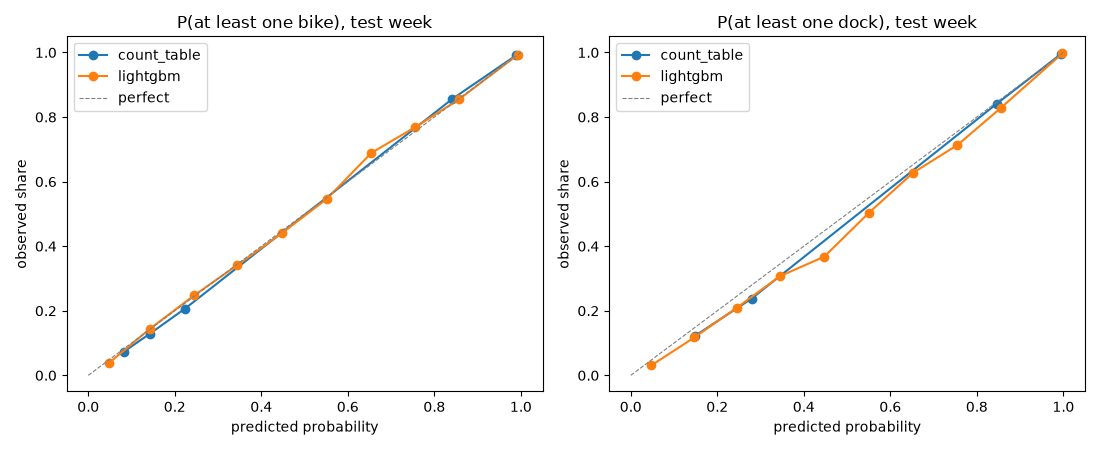 P(at least one bike), test week
count_table
lightgbm
perfect
1.0
0.8
0.6
0.4
0.2
0.0
observed share
0.0 0.2 0.4 0.6 0.8 1.0
predicted probability
P(at least one dock), test week
count_table
lightgbm
perfect
1.0
0.8
0.6
0.4
0.2
0.0
observed share
0.0 0.2 0.4 0.6 0.8 1.0
predicted probability